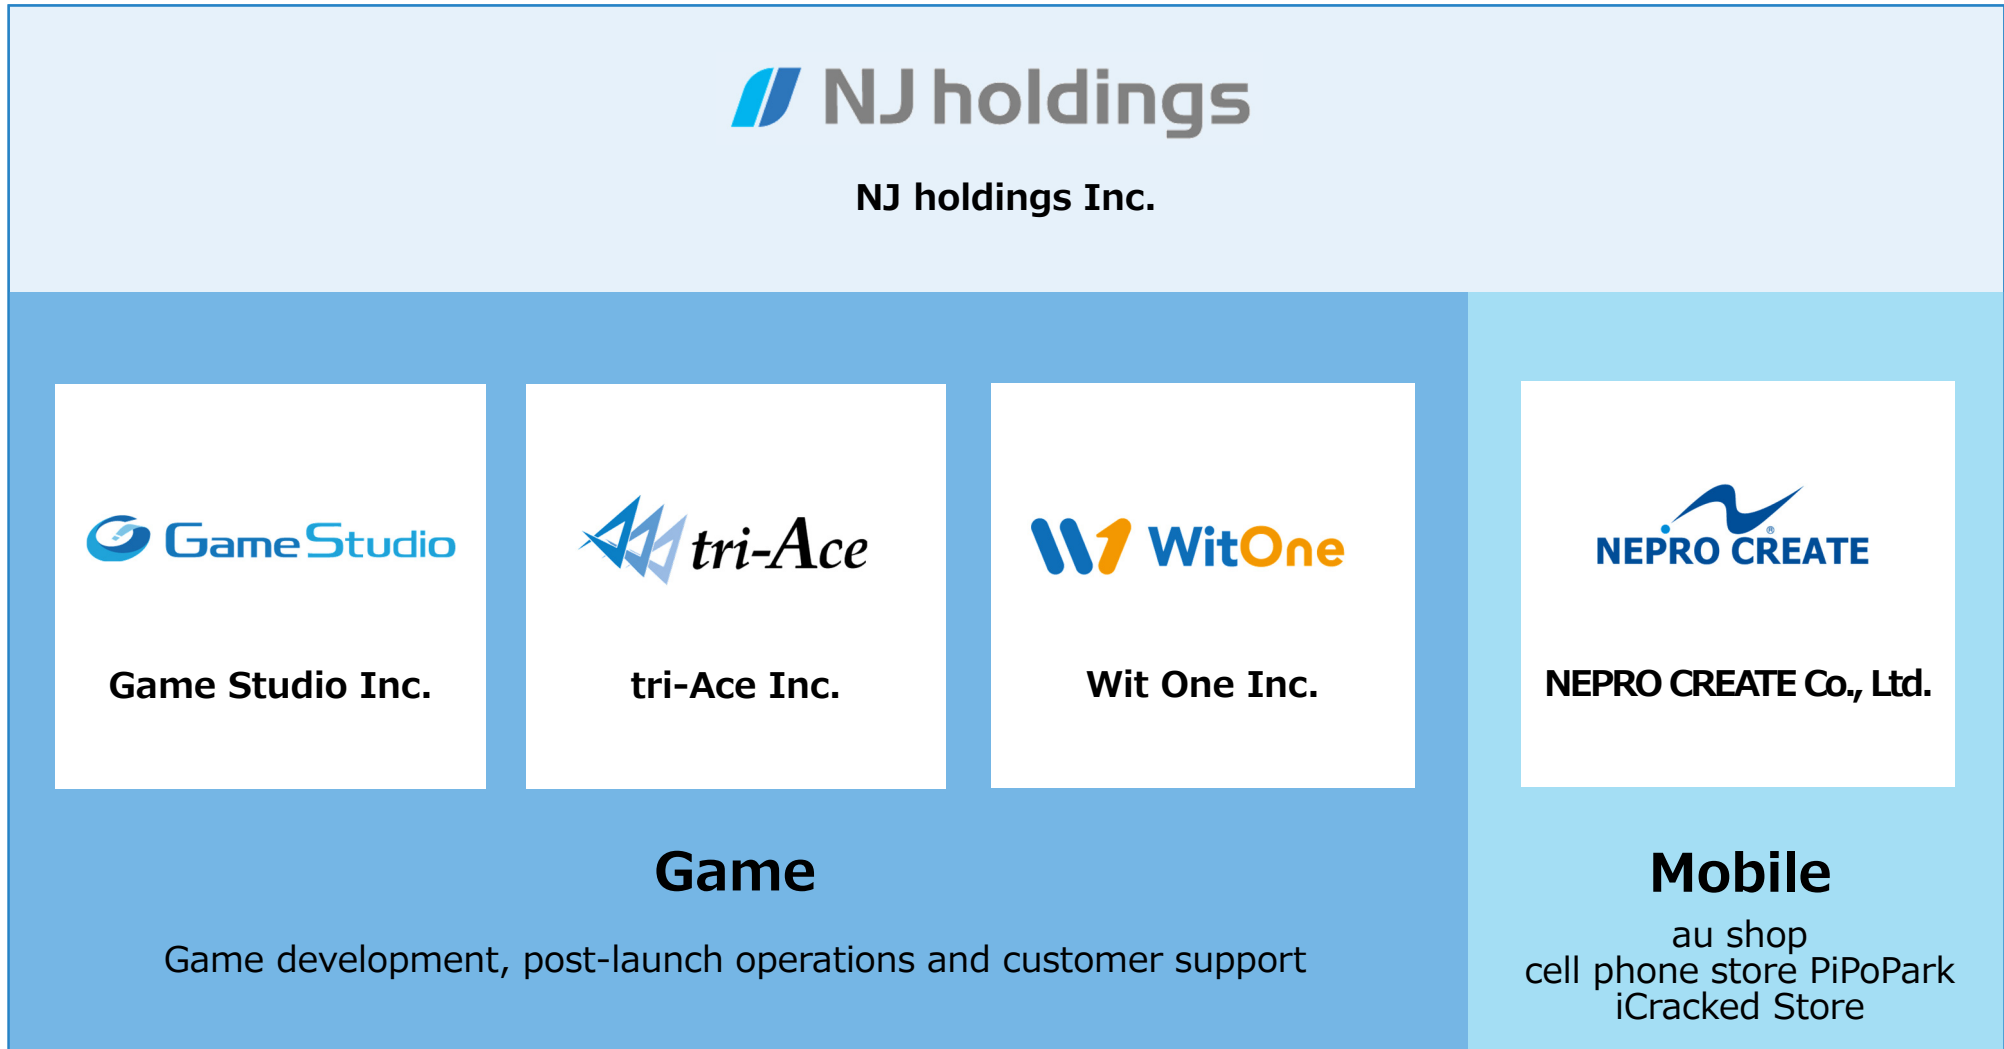 NJ holdings
NJ holdings Inc.
GameStudio
Game Studio Inc.
tri-Ace
tri-Ace Inc.
WitOne
Wit One Inc.
NEPRO CREATE®
NEPRO CREATE Co., Ltd.
Game
Game development, post-launch operations and customer support
Mobile
au shop
cell phone store PiPoPark
iCracked Store